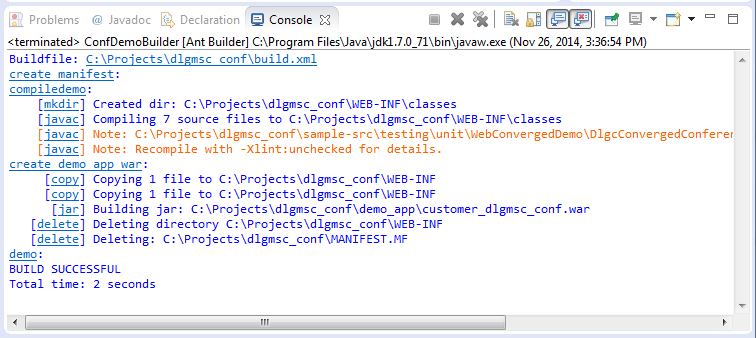 Problems @ Javadoc Declaration Console
<terminated> ConfDemoBuilder [Ant Builder] C:\Program Files\Java\jdk1.7.0_71\bin\javaw.exe (Nov 26, 2014, 3:36:54 PM)
Buildfile: C:\Projects\dlgmsc_conf\build.xml
create_manifest:
compiledemo:
[mkdir] Created dir: C:\Projects\dlgmsc_conf\WEB-INF\classes
[javac] Compiling 7 source files to C:\Projects\dlgmsc_conf\WEB-INF\classes
[javac] Note: C:\Projects\dlgmsc_conf\sample-src\testing\unit\WebConvergedDemo\DlgcConvergedConferen
[javac] Note: Recompile with -Xlint:unchecked for details.
create_demo_app_war:
[copy] Copying 1 file to C:\Projects\dlgmsc_conf\WEB-INF
[copy] Copying 1 file to C:\Projects\dlgmsc_conf\WEB-INF
[jar] Building jar: C:\Projects\dlgmsc_conf\demo_app\customer_dlgmsc_conf.war
[delete] Deleting directory C:\Projects\dlgmsc_conf\WEB-INF
[delete] Deleting: C:\Projects\dlgmsc_conf\MANIFEST.MF
demo:
BUILD SUCCESSFUL
Total time: 2 seconds